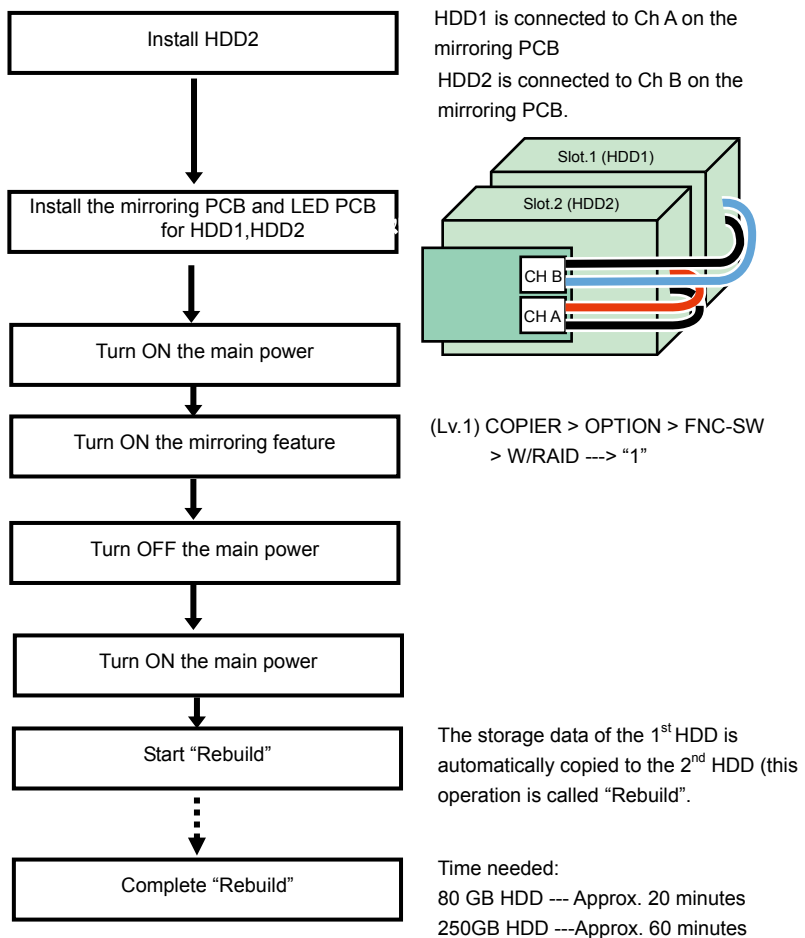 Install HDD2
HDD1 is connected to Ch A on the
mirroring PCB
HDD2 is connected to Ch B on the
mirroring PCB.
Slot.1 (HDD1)
Slot.2 (HDD2)
CH B
CH A
Install the mirroring PCB and LED PCB
for HDD1,HDD2
Turn ON the main power
Turn ON the mirroring feature
(Lv.1) COPIER > OPTION > FNC-SW
> W/RAID ---> “1”
Turn OFF the main power
Turn ON the main power
Start “Rebuild”
The storage data of the 1st HDD is
automatically copied to the 2nd HDD (this
operation is called “Rebuild”.
Complete “Rebuild”
Time needed:
80 GB HDD --- Approx. 20 minutes
250GB HDD ---Approx. 60 minutes